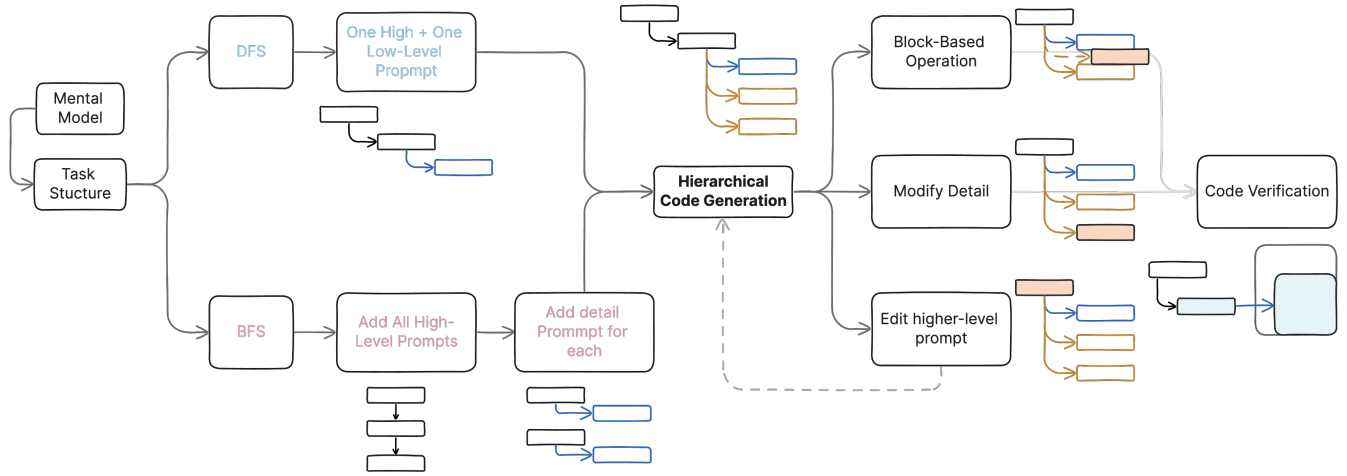 Mental
Model
Task
Stucture
DFS
One High + One
Low-Level
Propmpt
BFS
Add All High-
Level Prompts
Add detail
Prommpt for
each
Hierarchical
Code Generation
Block-Based
Operation
Modify Detail
Edit higher-level
prompt
Code Verification